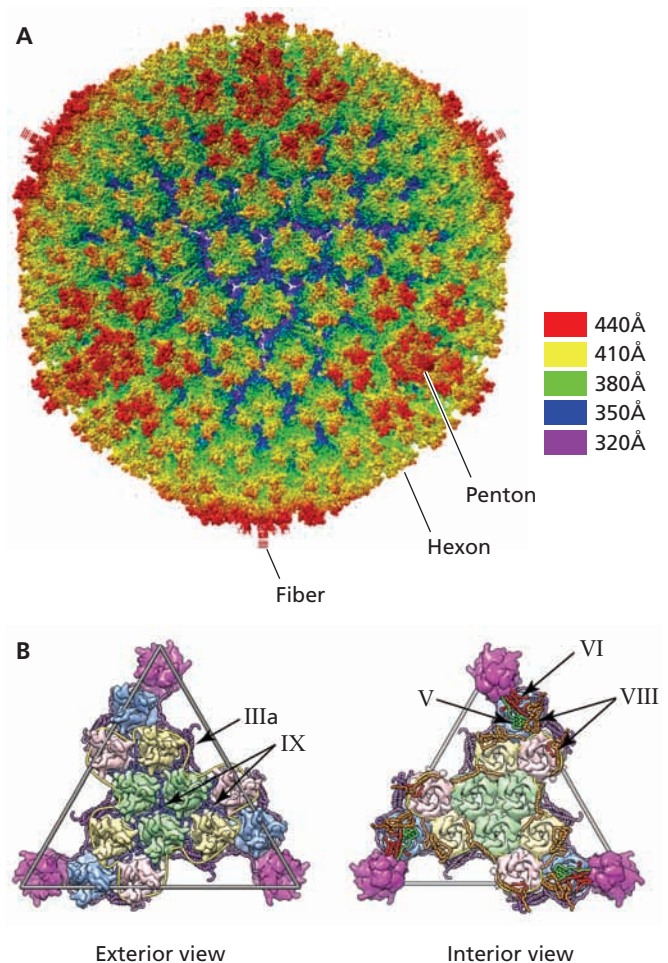 A
440Å
410Å
380Å
350Å
320Å
Penton
Hexon
Fiber
B
IIIa
IX
VI
V
VIII
Exterior view
Interior view